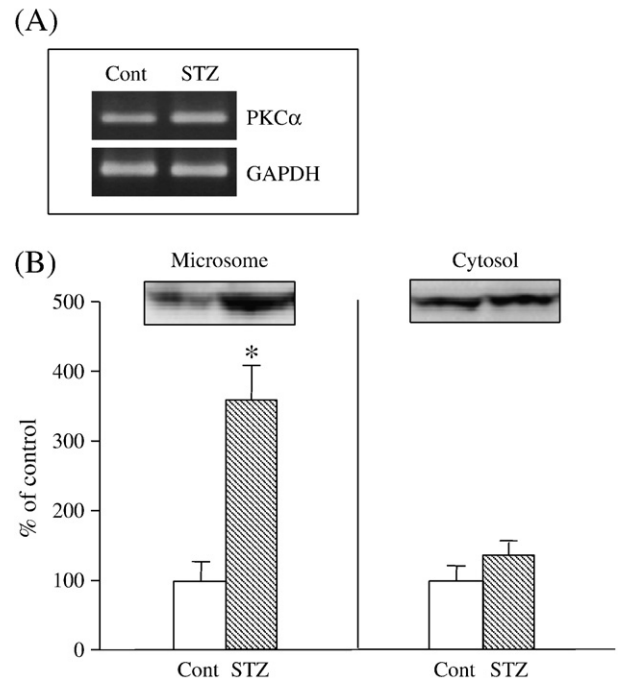 (A)
Cont STZ
PKCα
GAPDH
(B)
Microsome Cytosol
500
400
300
200
100
0
% of control
*
Cont STZ Cont STZ